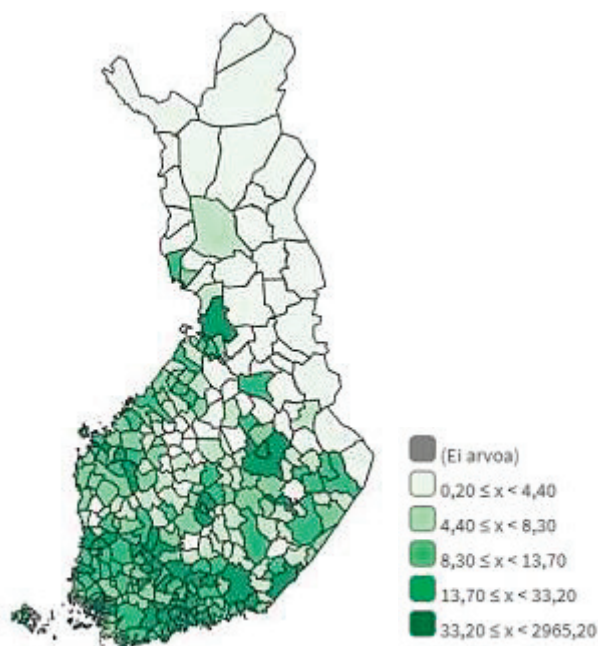 (Ei arvoa)
0,20 ≤ x < 4,40
4,40 ≤ x < 8,30
8,30 ≤ x < 13,70
13,70 ≤ x < 33,20
33,20 ≤ x < 2965,20